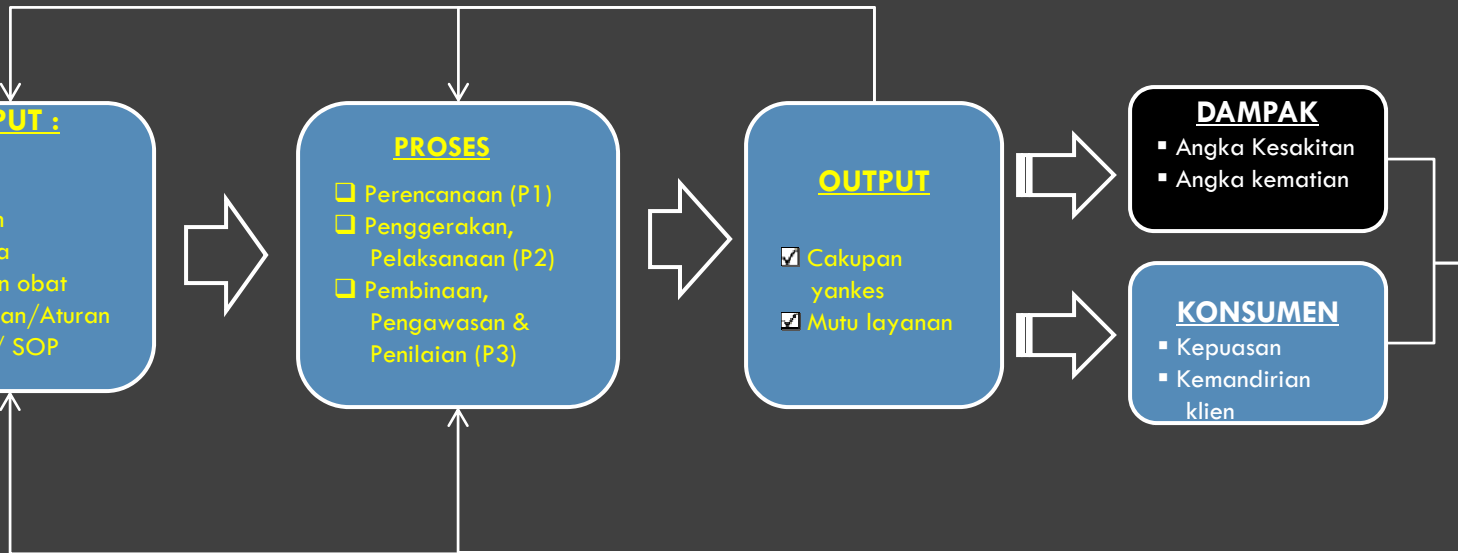 PUT :
n
a
n obat
an/Aturan
/ SOP
PROSES
Perencanaan (P1)
Penggerakan,
Pelaksanaan (P2)
Pembinaan,
Pengawasan &
Penilaian (P3)
OUTPUT
Cakupan
yankes
Mutu layanan
DAMPAK
Angka Kesakitan
Angka kematian
KONSUMEN
Kepuasan
Kemandirian
klien